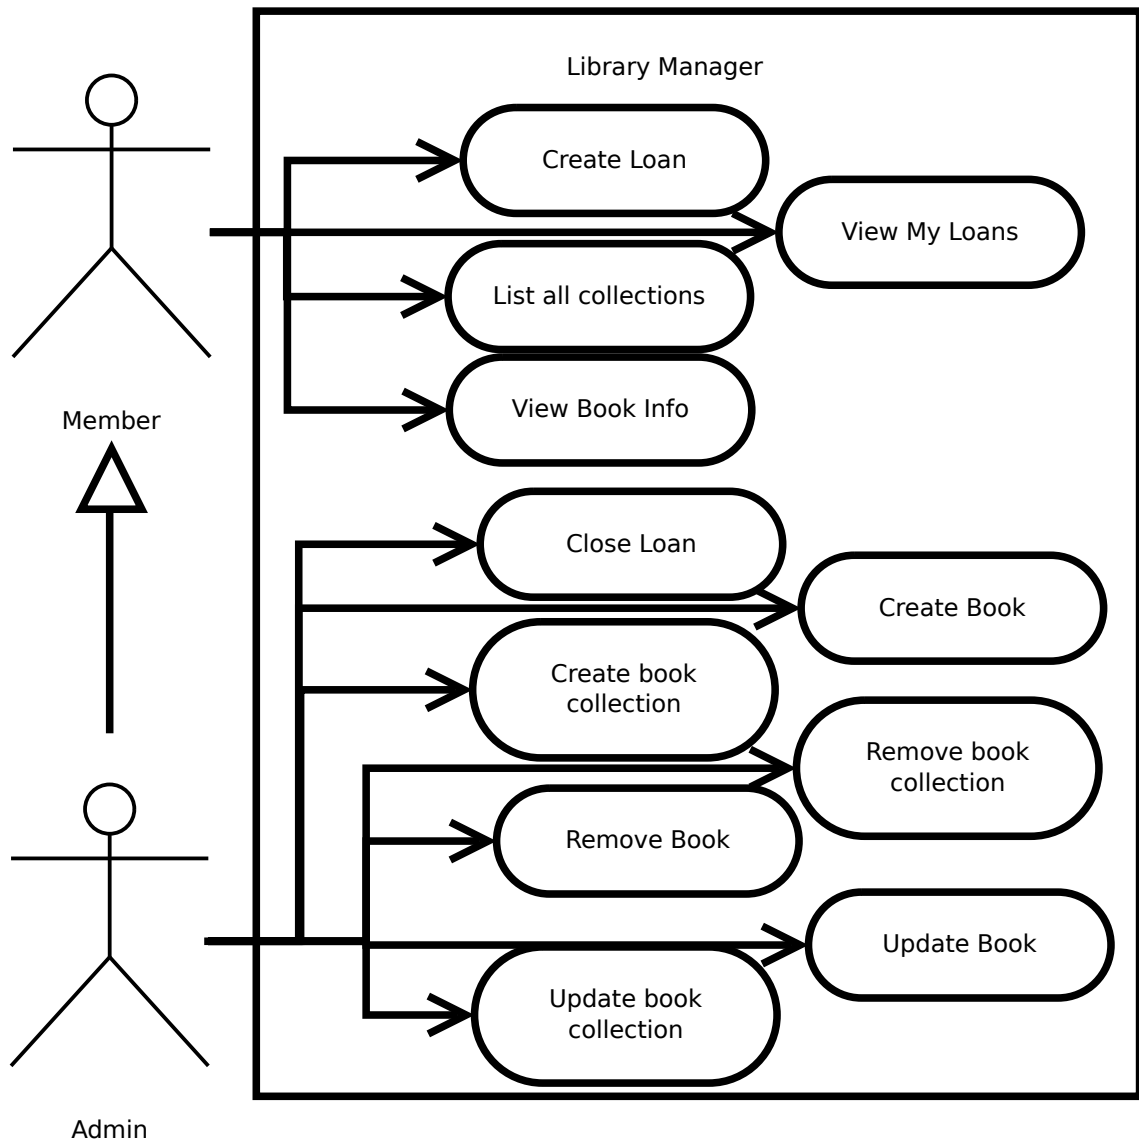 Library Manager
Create Loan
View My Loans
List all collections
View Book Info
Member
Close Loan
Create Book
Create book
collection
Remove book
collection
Remove Book
Update Book
Update book
collection
Admin